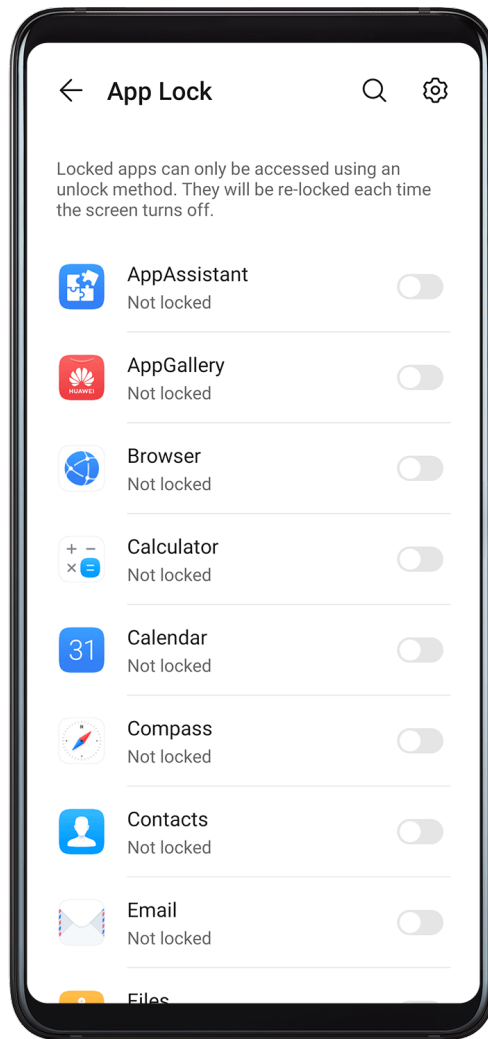 App Lock
Locked apps can only be accessed using an
unlock method. They will be re-locked each time
the screen turns off.
AppAssistant
Not locked
AppGallery
HUAWEI
Not locked
Browser
Not locked
Calculator
Not locked
Calendar
31
Not locked
Compass
Not locked
Contacts
Not locked
Email
Not locked
Files